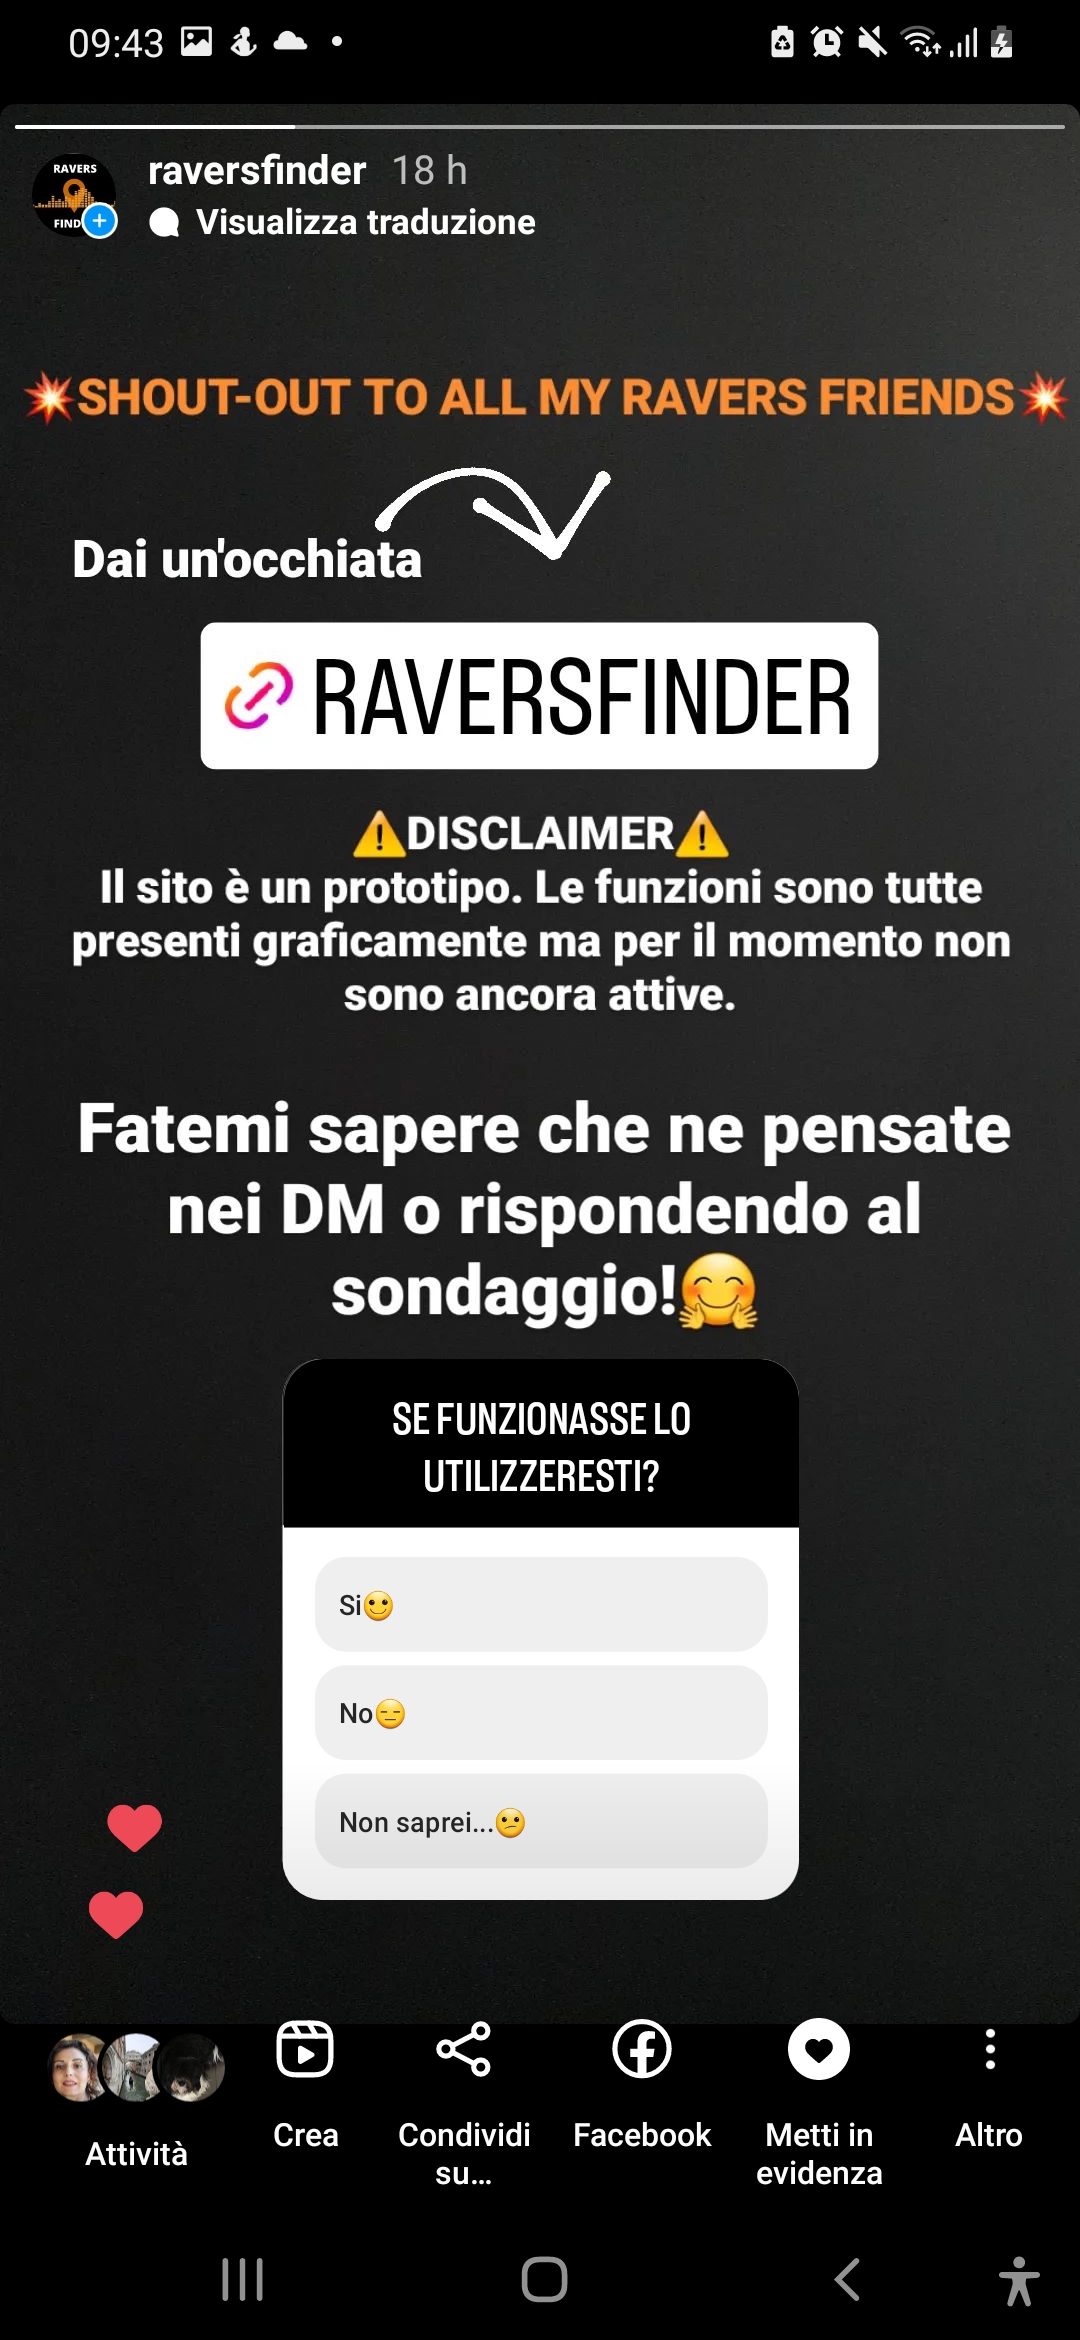 09:43
RAVERS
FIND
raversfinder 18 h
Visualizza traduzione
💥SHOUT-OUT TO ALL MY RAVERS FRIENDS💥
Dai un'occhiata
RAVERSFINDER
⚠️DISCLAIMER⚠️
Il sito è un prototipo. Le funzioni sono tutte
presenti graficamente ma per il momento non
sono ancora attive.
Fatemi sapere che ne pensate
nei DM o rispondendo al
sondaggio!🤗
SE FUNZIONASSE LO
UTILIZZERESTI?
Si🙂
No😑
Non saprei...😕
Attività
Crea
Condividi
su...
Facebook
Metti in
evidenza
Altro